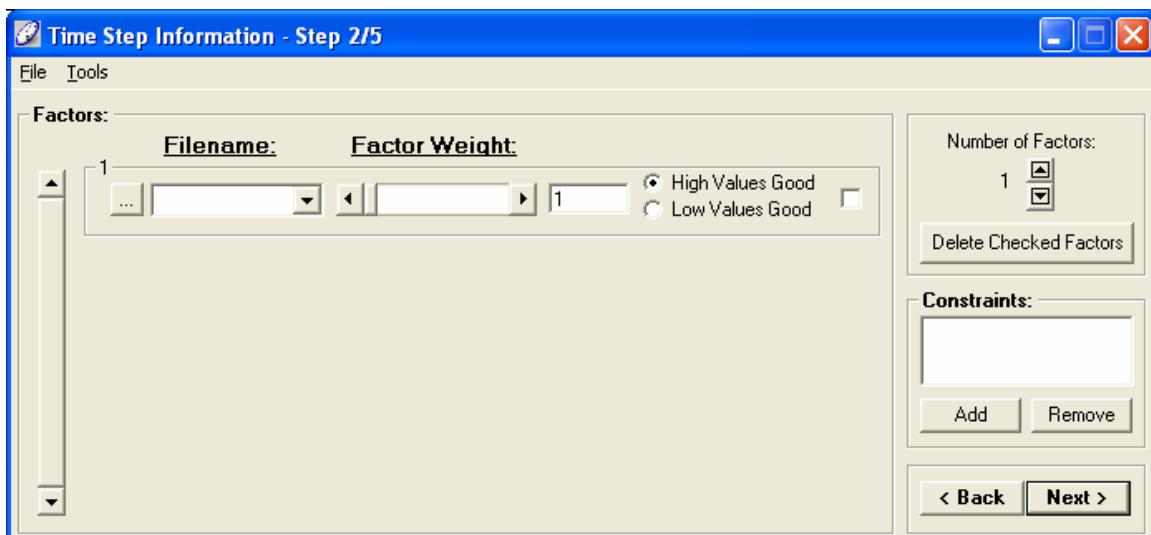 Time Step Information - Step 2/5
File Tools
Factors:
Filename: Factor Weight:
1
...
1
High Values Good
Low Values Good
Number of Factors:
1
Delete Checked Factors
Constraints:
Add Remove
< Back Next >